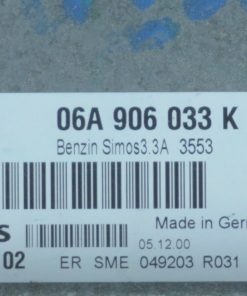 06A 906 033 K
Benzin Simos3.3A 3553
Made in Ger
S
05.12.00
02 ER SME 049203 R031